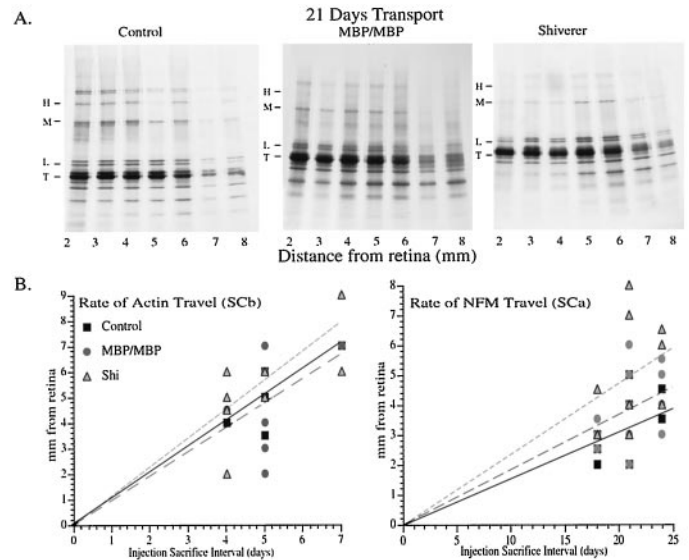 A.
21 Days Transport
Control
MBP/MBP
Shiverer
H
M
L
T
H
M
L
T
H
M
L
T
2 3 4 5 6 7 8
2 3 4 5 6 7 8
2 3 4 5 6 7 8
Distance from retina (mm)
B.
Rate of Actin Travel (SCb)
Control
MBP/MBP
Shi
mm from retina
9
8
7
6
5
4
3
2
1
0
0 1 2 3 4 5 6 7
Injection Sacrifice Interval (days)
Rate of NFM Travel (SCa)
mm from retina
8
7
6
5
4
3
2
1
0
0 5 10 15 20 25
Injection Sacrifice Interval (days)